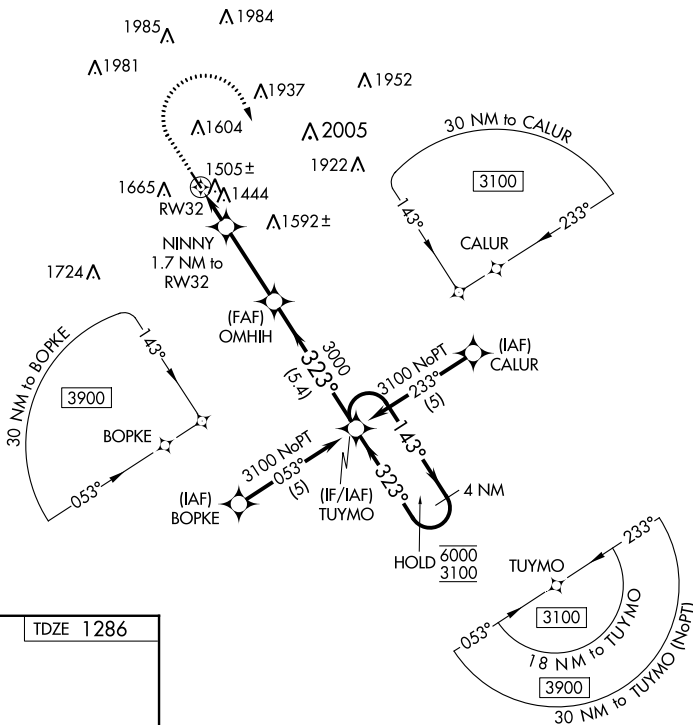 1985
1984
1981
1937
1952
1604
2005
1922
30 NM to CALUR
3100
143°
233°
CALUR
1665
1505 ±
1444
RW32
1592 ±
NINNY
1.7 NM to
RW32
1724
(FAF)
OMHIH
3000
323°
(5.4)
30 NM to BOPKE
143°
3900
BOPKE
053°
3100 NoPT
233°
(5)
(IAF)
CALUR
3100 NoPT
053°
(5)
(IAF)
BOPKE
(IF/IAF)
TUYMO
143°
323°
4 NM
HOLD 6000
3100
TUYMO
233°
053°
3100
18 NM to TUYMO
3900
30 NM to TUYMO (NoPT)
TDZE 1286